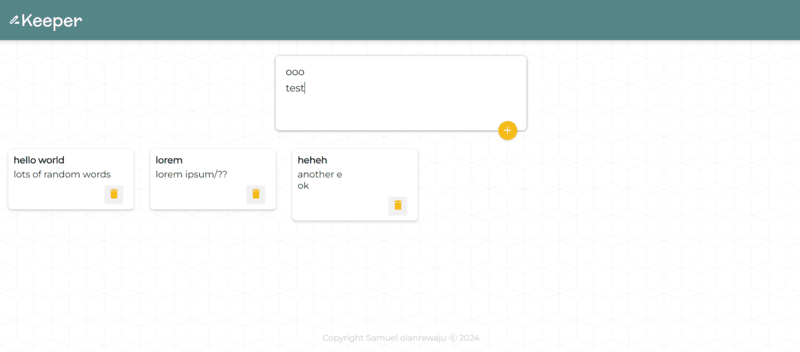 Keeper
ooo
test
hello world
lots of random words
lorem
lorem ipsum/??
heheh
another e
ok
Copyright Samuel olanrewaju ⓒ 2024